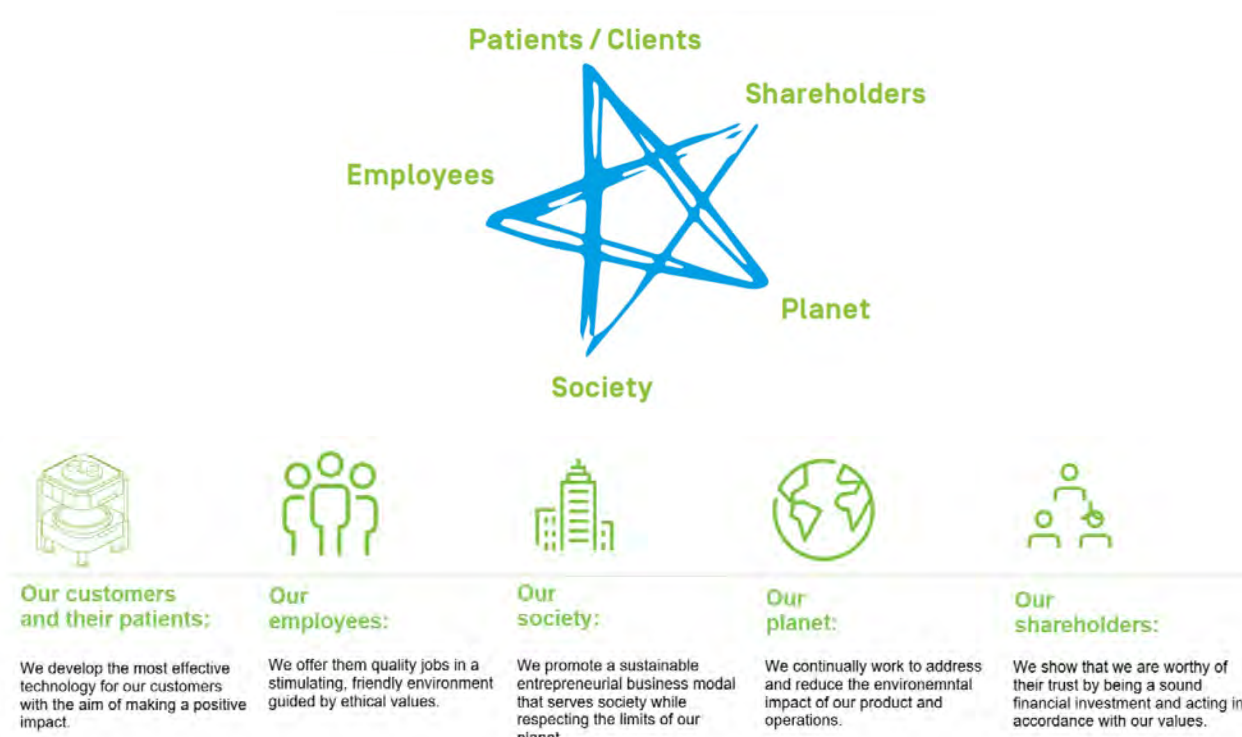 Patients / Clients
Shareholders
Employees
Planet
Society
Our customers
and their patients:
We develop the most effective
technology for our customers
with the aim of making a positive
impact.
Our
employees:
We offer them quality jobs in a
stimulating, friendly environment
guided by ethical values.
Our
society:
We promote a sustainable
entrepreneurial business modal
that serves society while
respecting the limits of our
planet
Our
planet:
We continually work to address
and reduce the environemntal
impact of our product and
operations.
Our
shareholders:
We show that we are worthy of
their trust by being a sound
financial investment and acting in
accordance with our values.